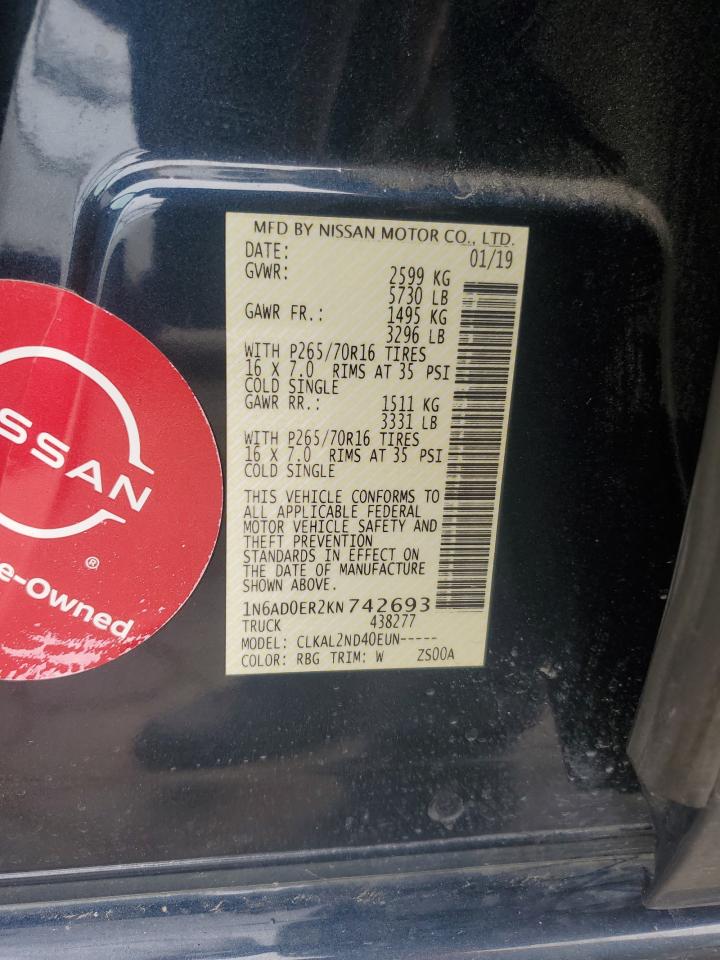 MFD BY NISSAN MOTOR CO., LTD.
DATE: 01/19
GVWR: 2599 KG
5730 LB
GAWR FR.: 1495 KG
3296 LB
WITH P265/70R16 TIRES
16 X 7.0 RIMS AT 35 PSI
COLD SINGLE
GAWR RR.: 1511 KG
3331 LB
WITH P265/70R16 TIRES
16 X 7.0 RIMS AT 35 PSI
COLD SINGLE
THIS VEHICLE CONFORMS TO
ALL APPLICABLE FEDERAL
MOTOR VEHICLE SAFETY AND
THEFT PREVENTION
STANDARDS IN EFFECT ON
THE DATE OF MANUFACTURE
SHOWN ABOVE.
1N6AD0ER2KN742693
TRUCK 438277
MODEL: CLKAL2ND40EUN-----
COLOR: RBG TRIM: W ZS00A
SSAN
®
e-Owned